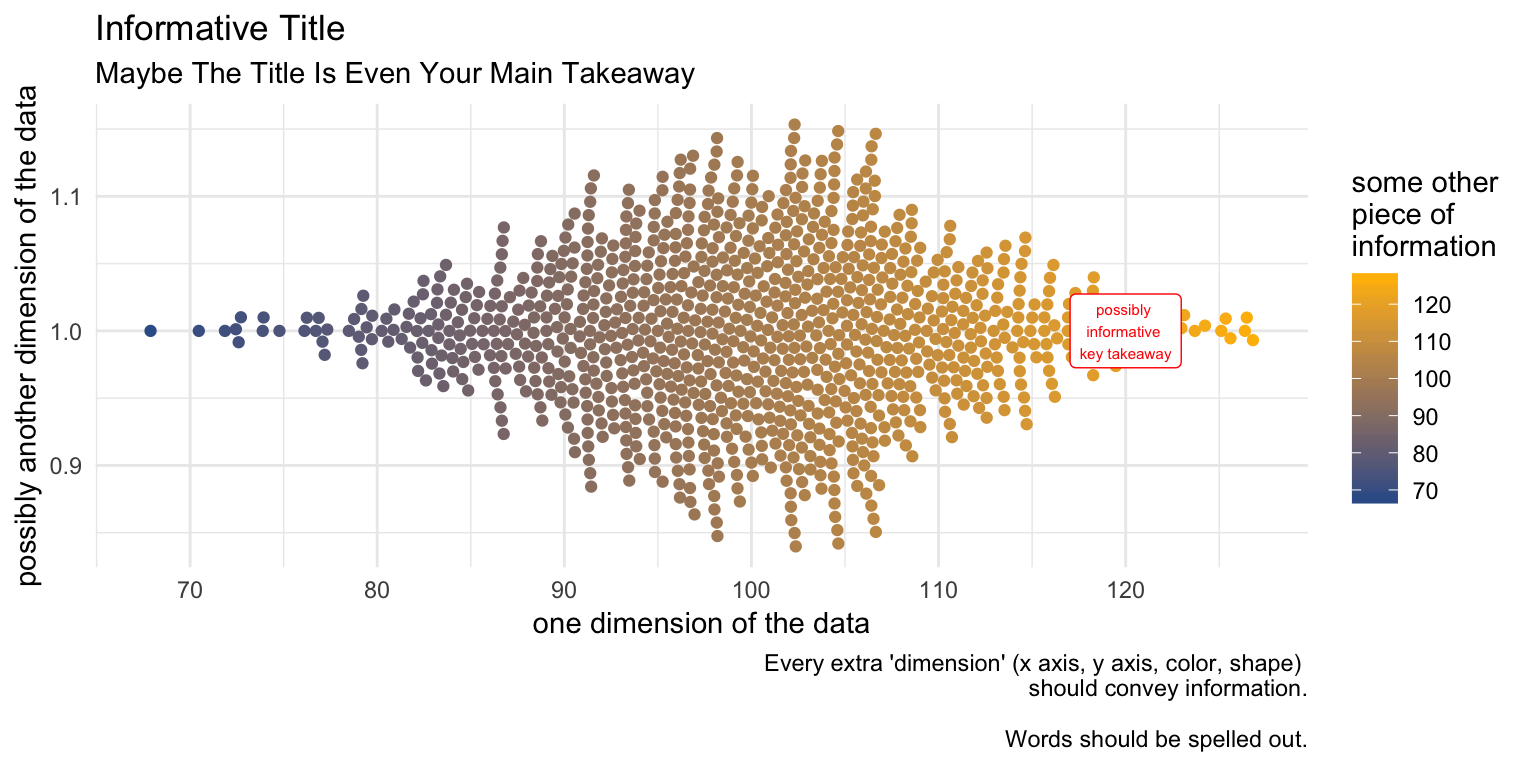 Informative Title
Maybe The Title Is Even Your Main Takeaway
possibly another dimension of the data
1.1
1.0
0.9
possibly
informative
key takeaway
70
80
90
100
110
120
one dimension of the data
some other
piece of
information
120
110
100
90
80
70
Every extra 'dimension' (x axis, y axis, color, shape)
should convey information.
Words should be spelled out.